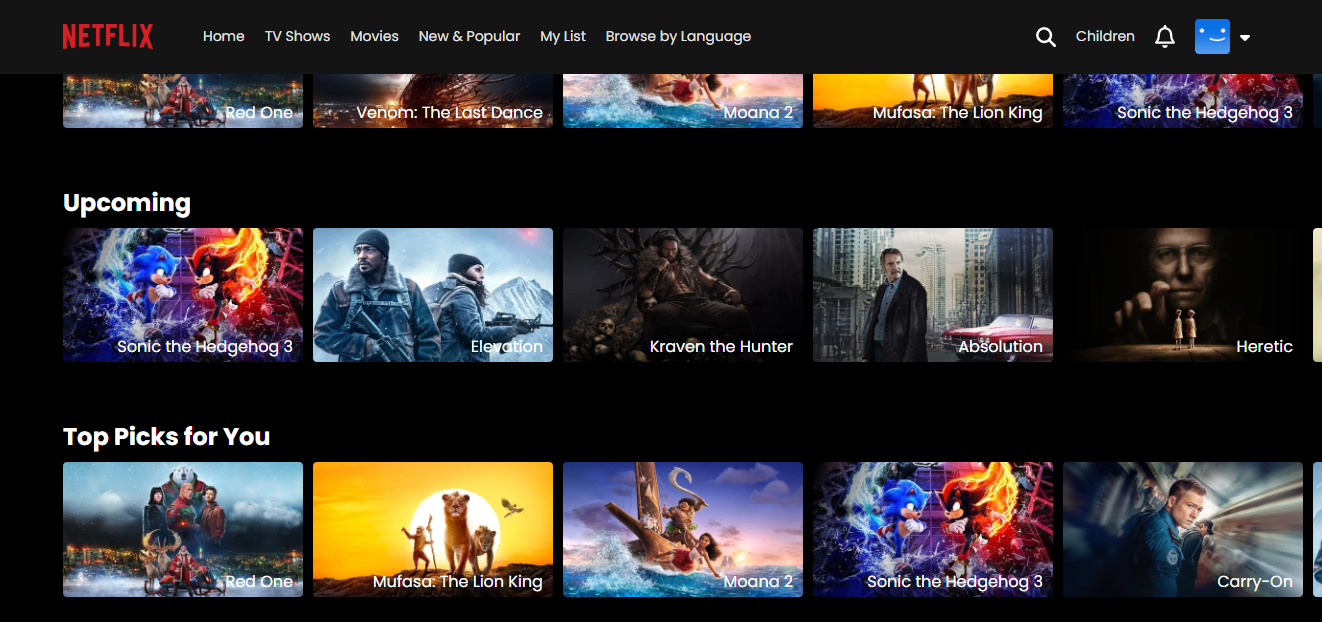 NETFLIX Home TV Shows Movies New & Popular My List Browse by Language Children
Red One Venom: The Last Dance Moana 2 Mufasa: The Lion King Sonic the Hedgehog 3
Upcoming
Sonic the Hedgehog 3 Elevation Kraven the Hunter Absolution Heretic
Top Picks for You
Red One Mufasa: The Lion King Moana 2 Sonic the Hedgehog 3 Carry-On